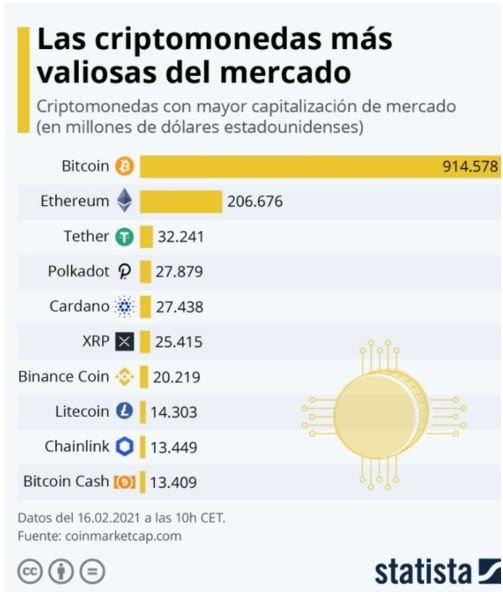 Las criptomonedas más
valiosas del mercado
Criptomonedas con mayor capitalización de mercado
(en millones de dólares estadounidenses)
Bitcoin 914.578
Ethereum 206.676
Tether 32.241
Polkadot 27.879
Cardano 27.438
XRP 25.415
Binance Coin 20.219
Litecoin 14.303
Chainlink 13.449
Bitcoin Cash 13.409
Datos del 16.02.2021 a las 10h CET.
Fuente: coinmarketcap.com
cc
statista